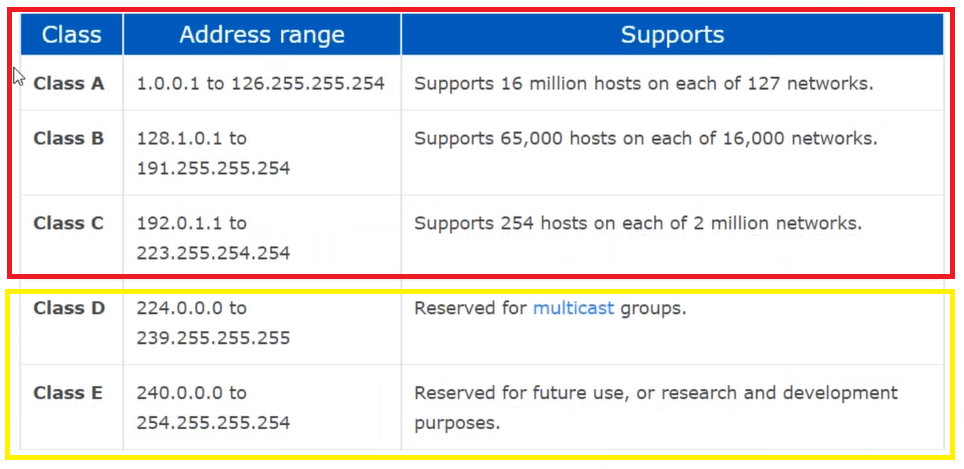 Class Address range Supports
Class A 1.0.0.1 to 126.255.255.254 Supports 16 million hosts on each of 127 networks.
Class B 128.1.0.1 to Supports 65,000 hosts on each of 16,000 networks.
191.255.255.254
Class C 192.0.1.1 to Supports 254 hosts on each of 2 million networks.
223.255.254.254
Class D 224.0.0.0 to Reserved for multicast groups.
239.255.255.255
Class E 240.0.0.0 to Reserved for future use, or research and development
254.255.255.254 purposes.